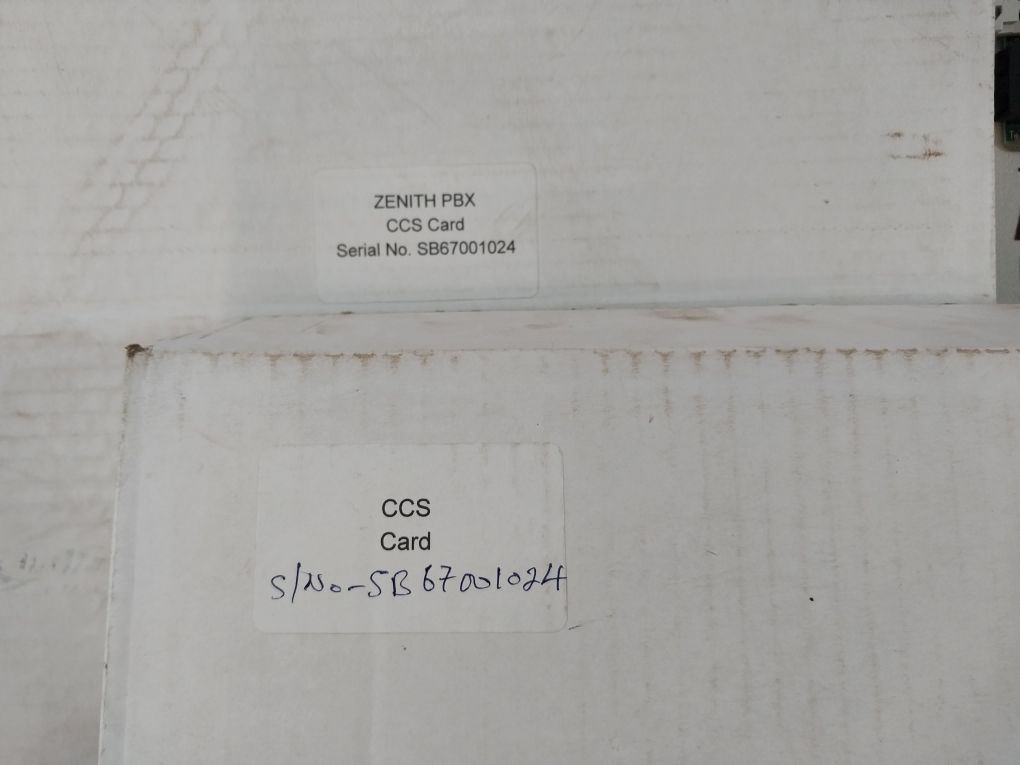 ZENITH PBX
CCS Card
Serial No. SB67001024
CCS
Card
S/No-SB67001024